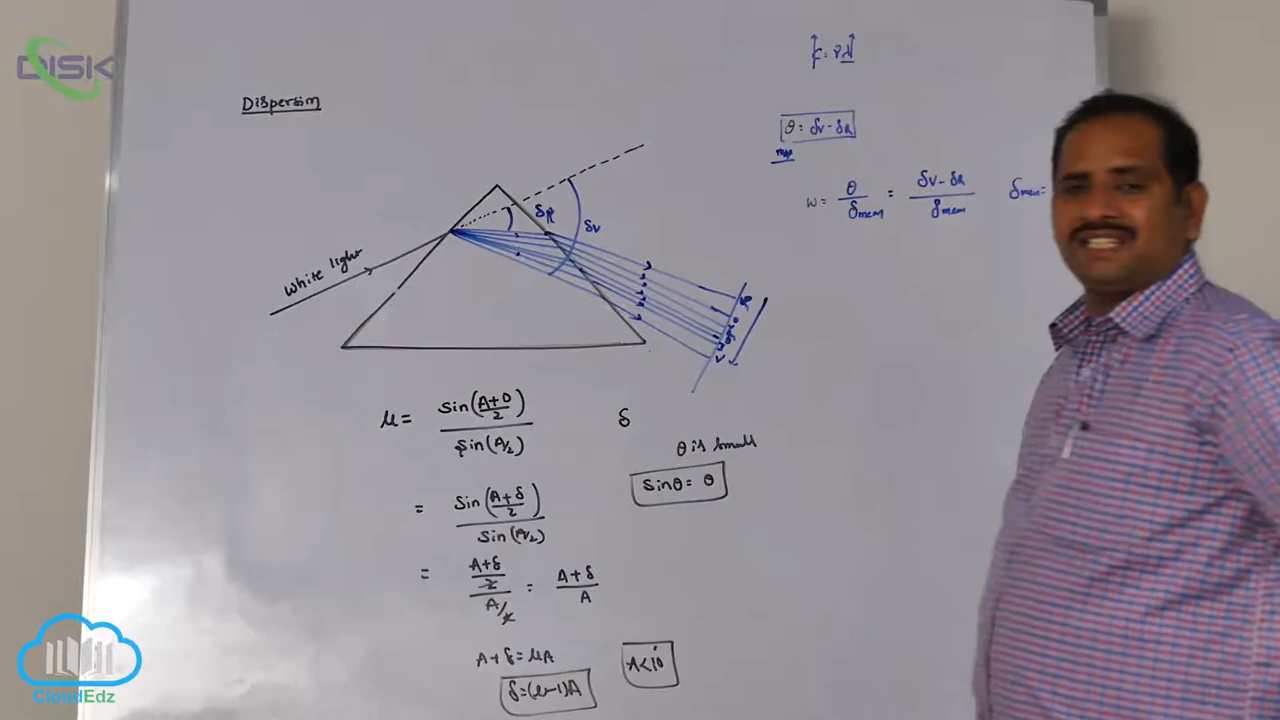 DISK
Dispersion
White light
δR
δv
R
V
c = νλ
θ = δv - δR
ω = θ/δmean = (δv - δR)/δmean
δmean =
μ = sin((A+D)/2) / sin(A/2)
δ
θ is small
sinθ = θ
= sin((A+δ)/2) / sin(A/2)
= ((A+δ)/2) / (A/2) = (A+δ)/A
A+δ = μA
A<10°
δ=(μ-1)A
CloudEdz